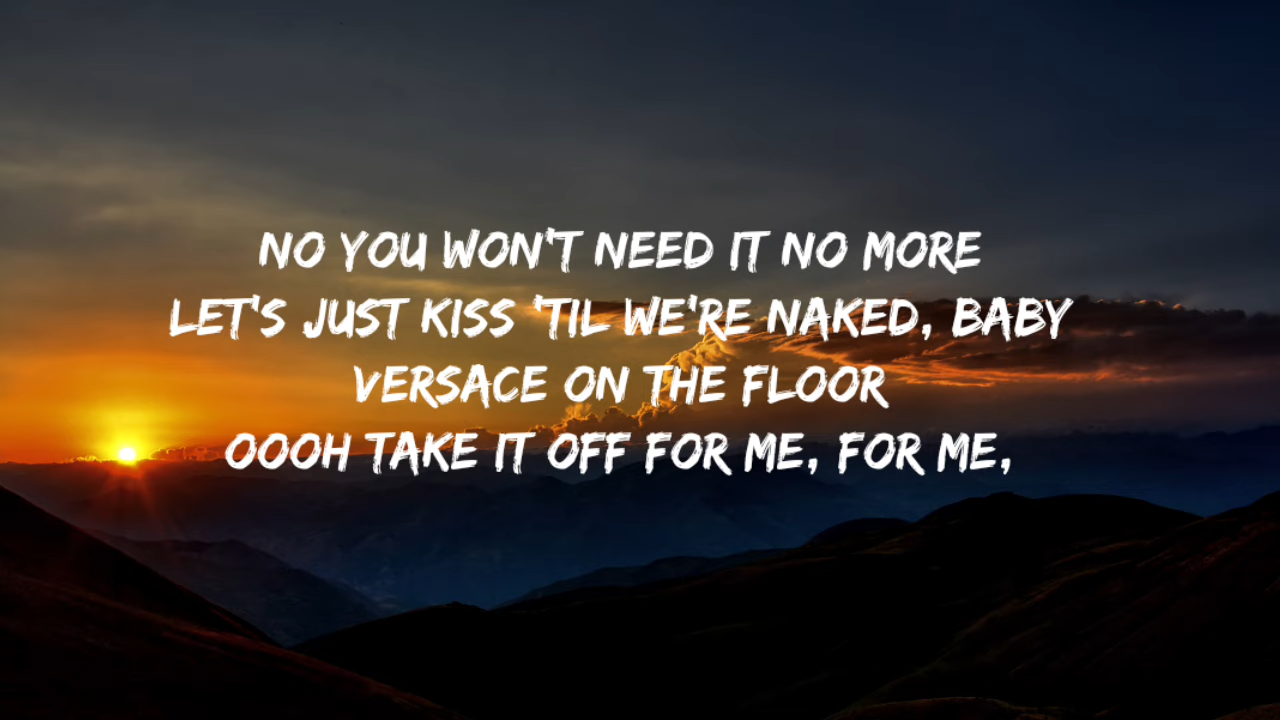 NO YOU WON'T NEED IT NO MORE
LET'S JUST KISS 'TIL WE'RE NAKED, BABY
VERSACE ON THE FLOOR
OOOH TAKE IT OFF FOR ME, FOR ME,